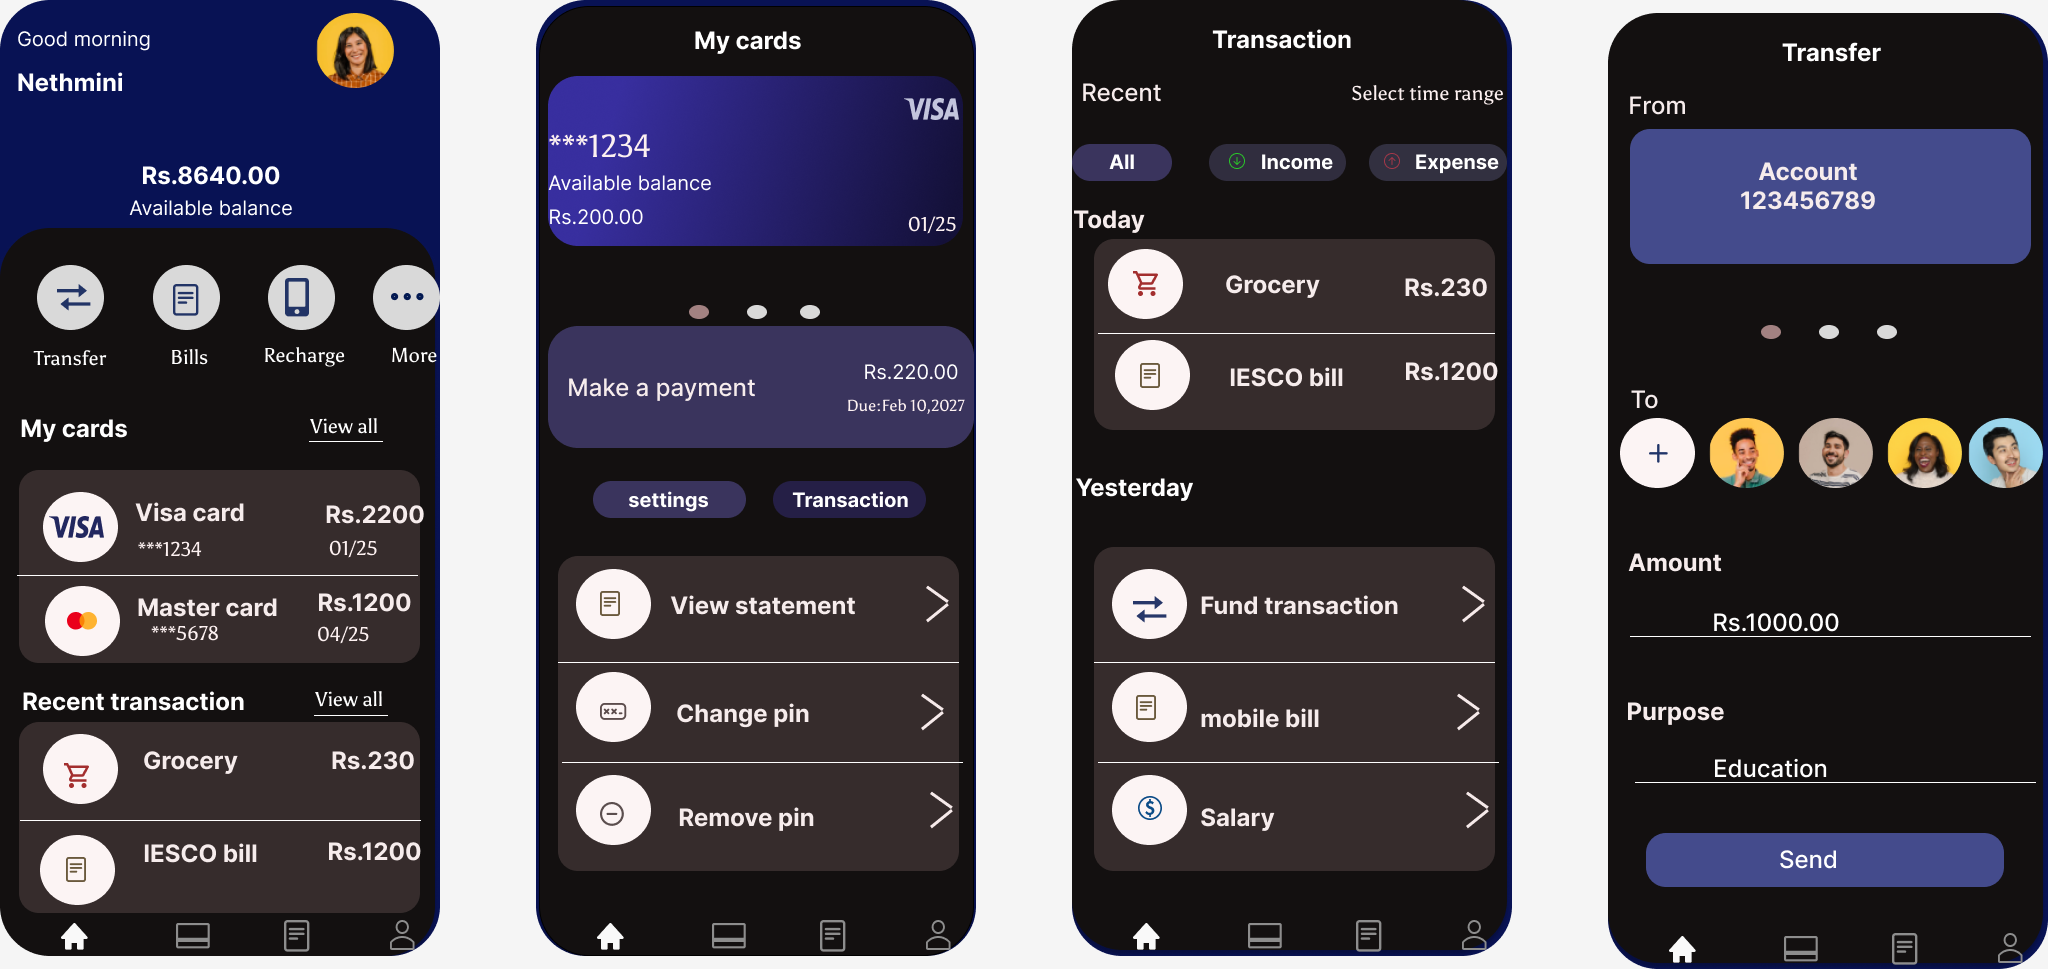 Good morning
Nethmini
Rs.8640.00
Available balance
Transfer
Bills
Recharge
More
My cards
View all
VISA
Visa card
Rs.2200
***1234
01/25
Master card
Rs.1200
***5678
04/25
Recent transaction
View all
Grocery
Rs.230
IESCO bill
Rs.1200
My cards
VISA
***1234
Available balance
Rs.200.00
01/25
Make a payment
Rs.220.00
Due:Feb 10,2027
settings
Transaction
View statement
Change pin
Remove pin
Transaction
Recent
Select time range
All
Income
Expense
Today
Grocery
Rs.230
IESCO bill
Rs.1200
Yesterday
Fund transaction
mobile bill
$
Salary
Transfer
From
Account
123456789
To
Amount
Rs.1000.00
Purpose
Education
Send